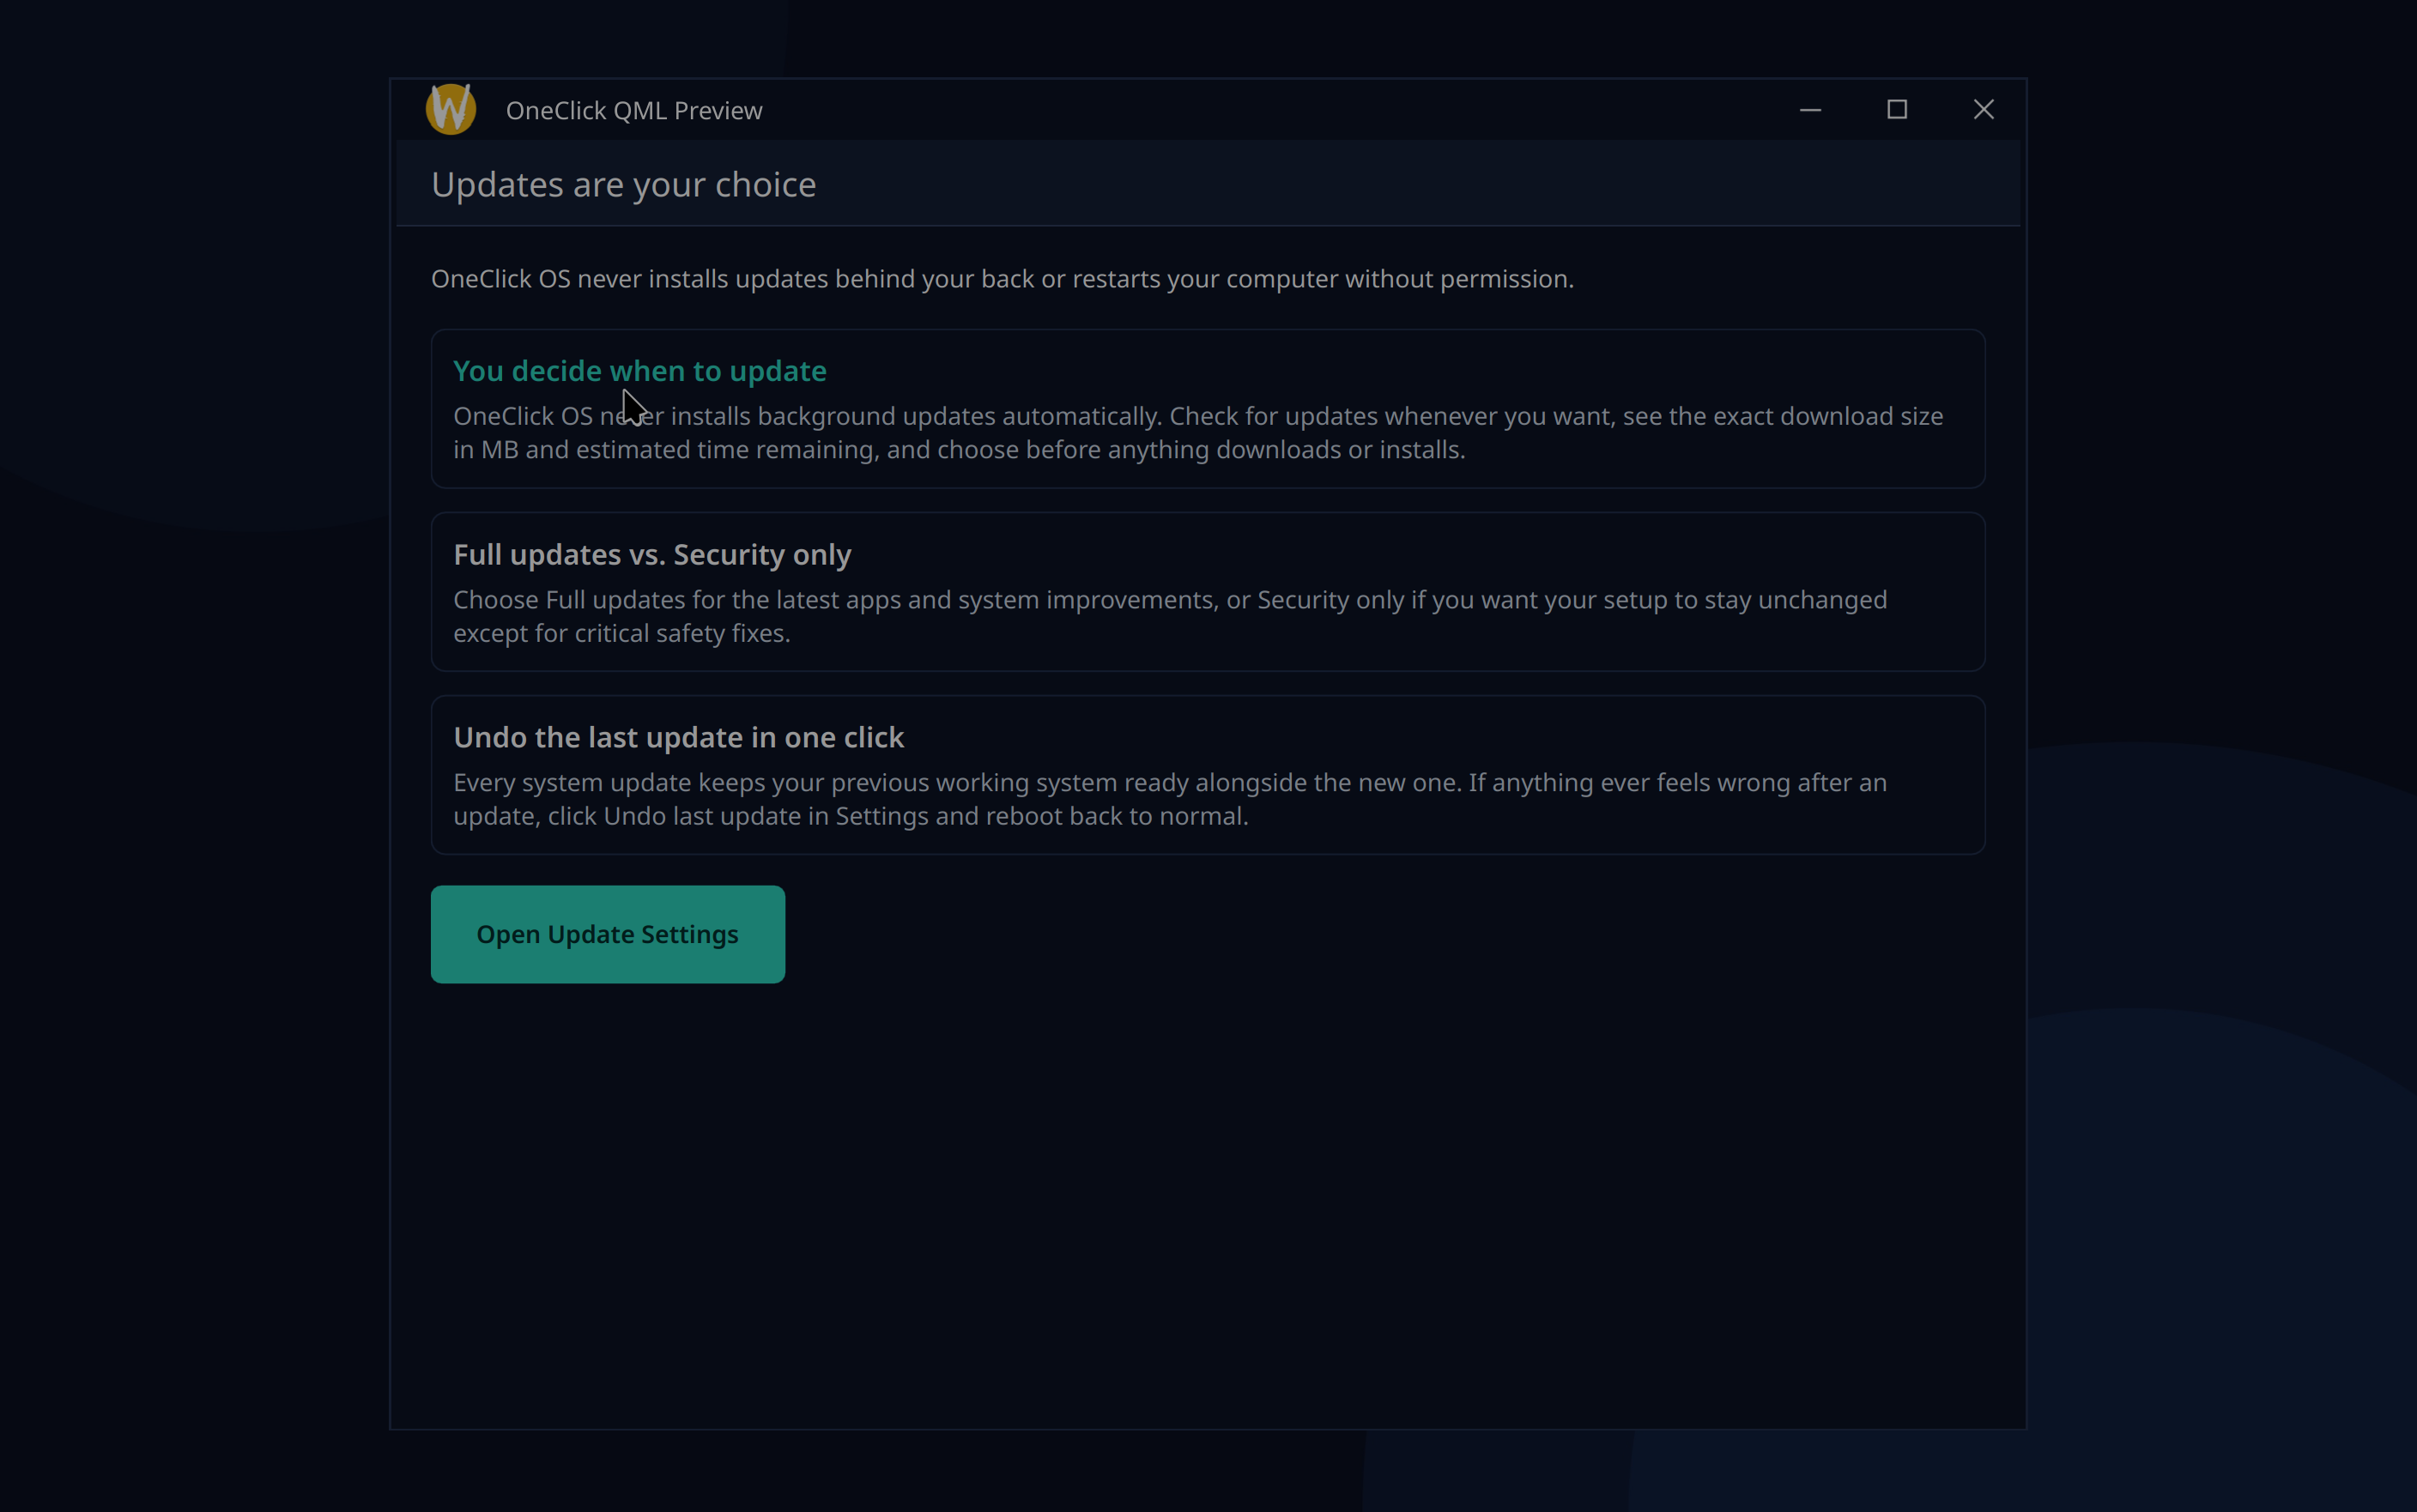 OneClick QML Preview
Updates are your choice
OneClick OS never installs updates behind your back or restarts your computer without permission.
You decide when to update
OneClick OS never installs background updates automatically. Check for updates whenever you want, see the exact download size
in MB and estimated time remaining, and choose before anything downloads or installs.
Full updates vs. Security only
Choose Full updates for the latest apps and system improvements, or Security only if you want your setup to stay unchanged
except for critical safety fixes.
Undo the last update in one click
Every system update keeps your previous working system ready alongside the new one. If anything ever feels wrong after an
update, click Undo last update in Settings and reboot back to normal.
Open Update Settings